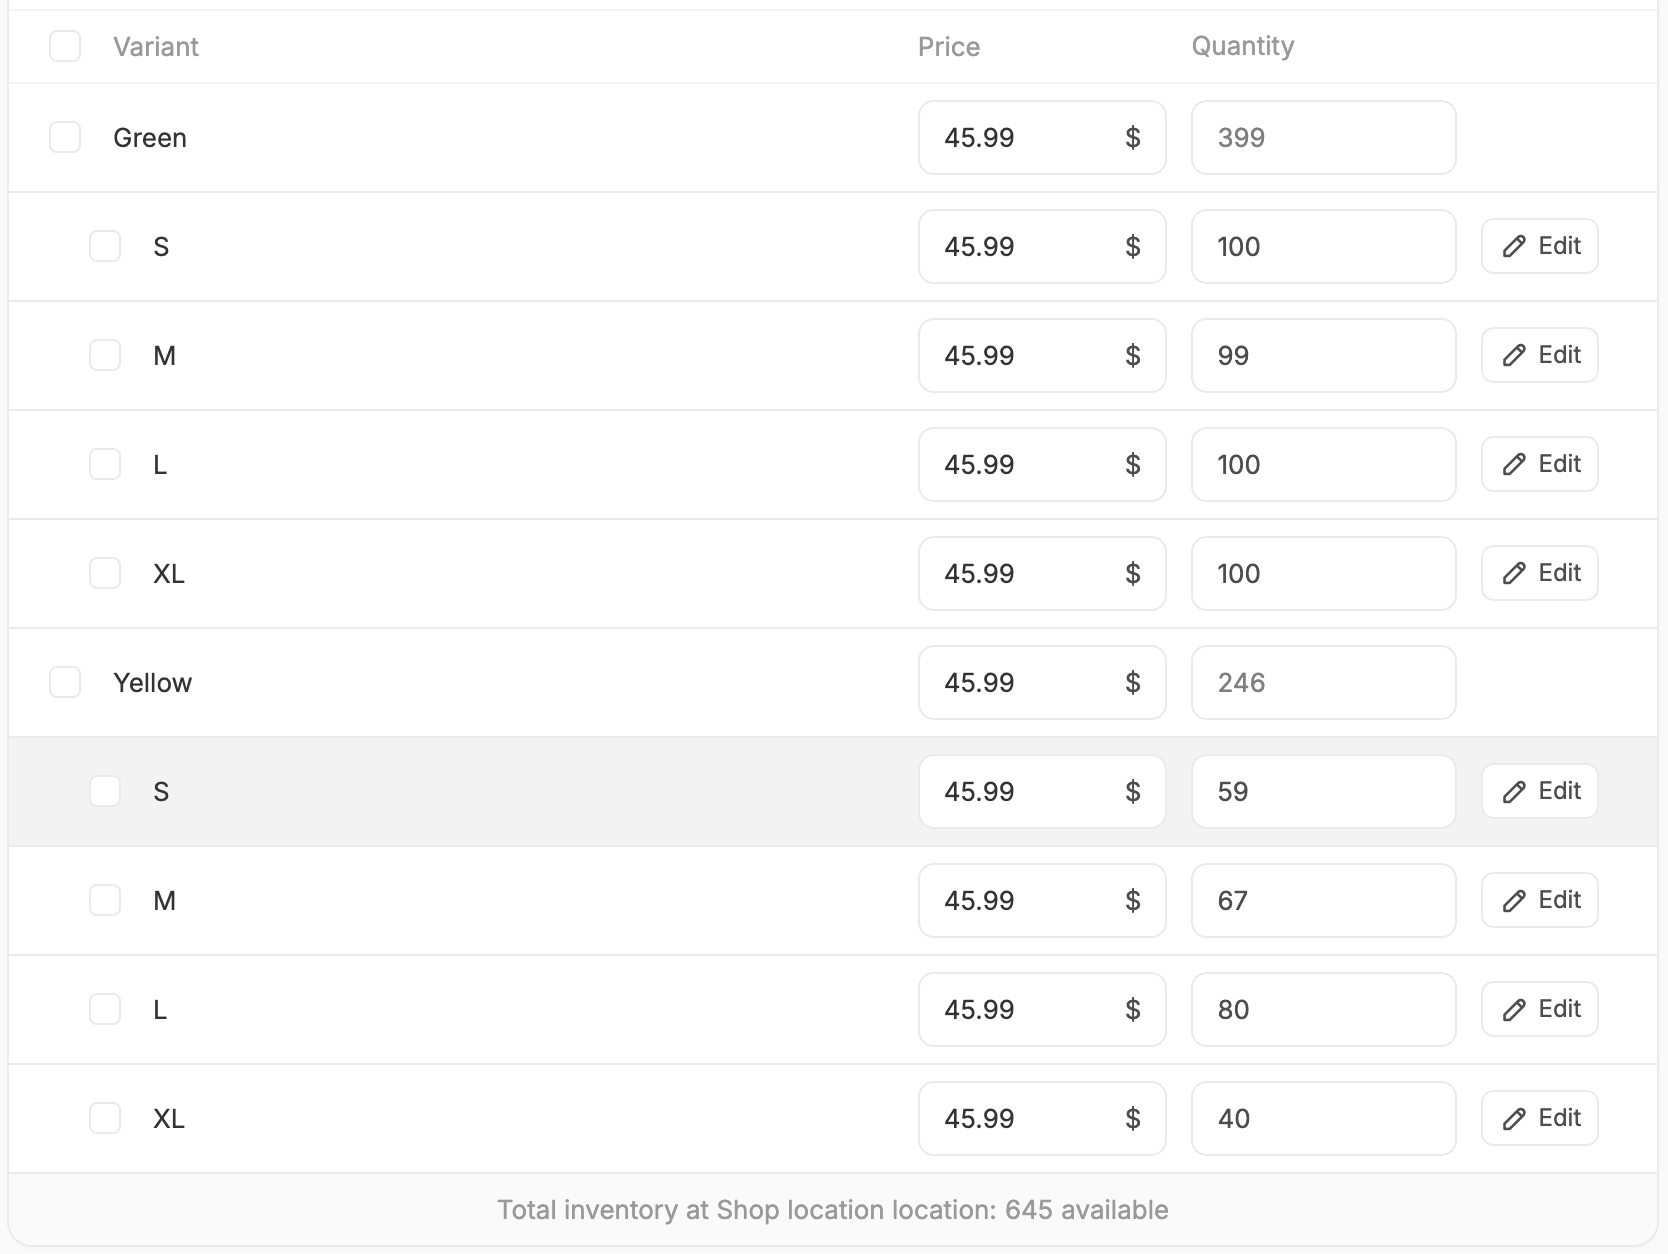 Variant Price Quantity
Green 45.99 $ 399
S 45.99 $ 100 Edit
M 45.99 $ 99 Edit
L 45.99 $ 100 Edit
XL 45.99 $ 100 Edit
Yellow 45.99 $ 246
S 45.99 $ 59 Edit
M 45.99 $ 67 Edit
L 45.99 $ 80 Edit
XL 45.99 $ 40 Edit
Total inventory at Shop location location: 645 available